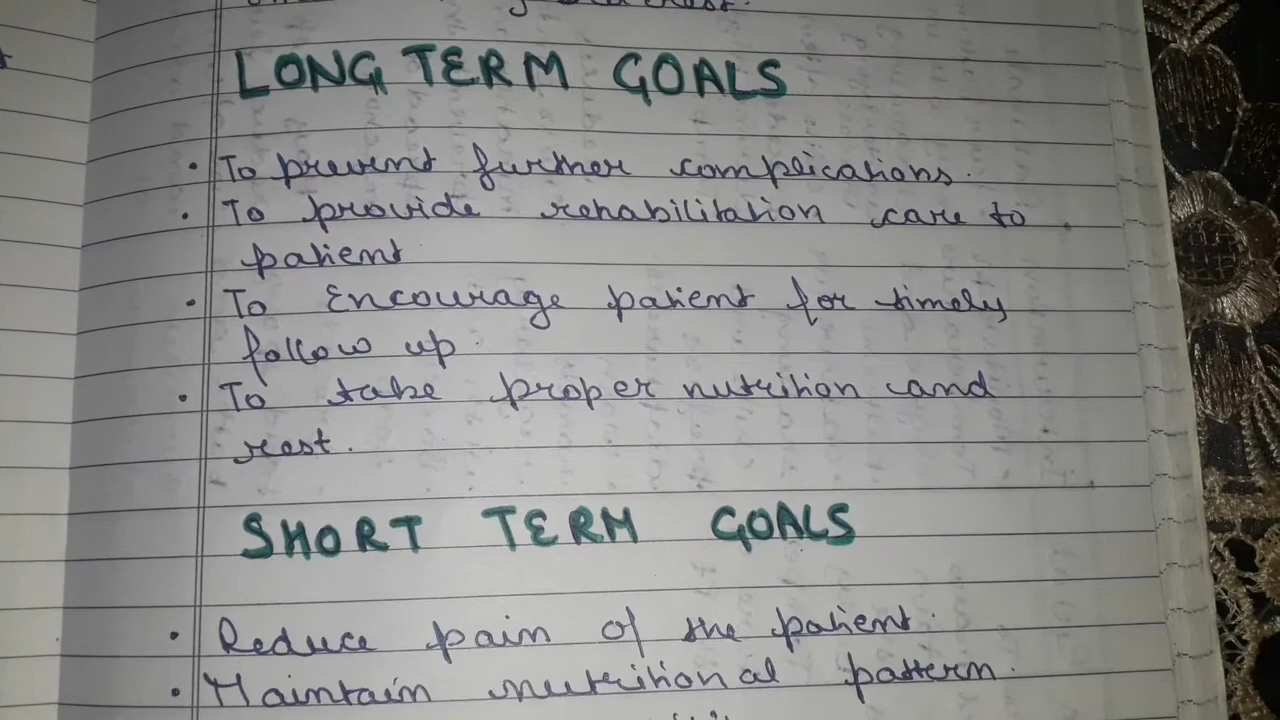 LONG TERM GOALS
• To prevent further complications.
• To provide rehabilitation care to
patient
• To Encourage patient for timely
follow up.
• To take proper nutrition and
rest.
SHORT TERM GOALS
• Reduce pain of the patient.
• Maintain nutritional pattern.